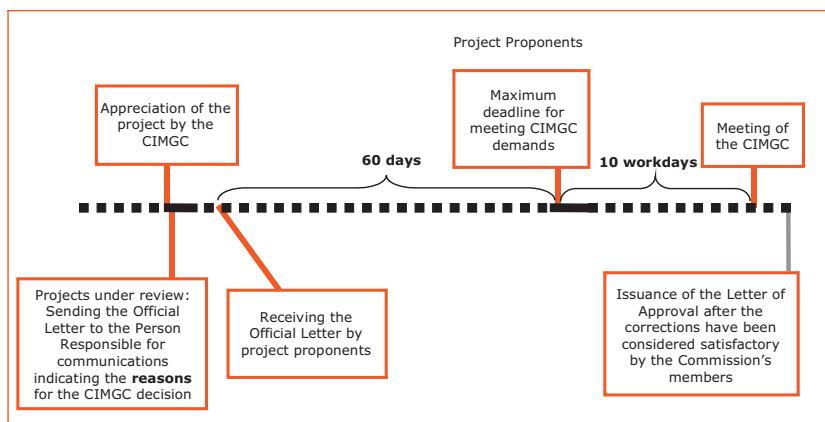 Project Proponents
Appreciation of the
project by the
CIMGC
Maximum
deadline for
meeting CIMGC
demands
Meeting of
the CIMGC
60 days
10 workdays
Projects under review:
Sending the Official
Letter to the Person
Responsible for
communications
indicating the reasons
for the CIMGC decision
Receiving the
Official Letter by
project proponents
Issuance of the Letter of
Approval after the
corrections have been
considered satisfactory
by the Commission’s
members